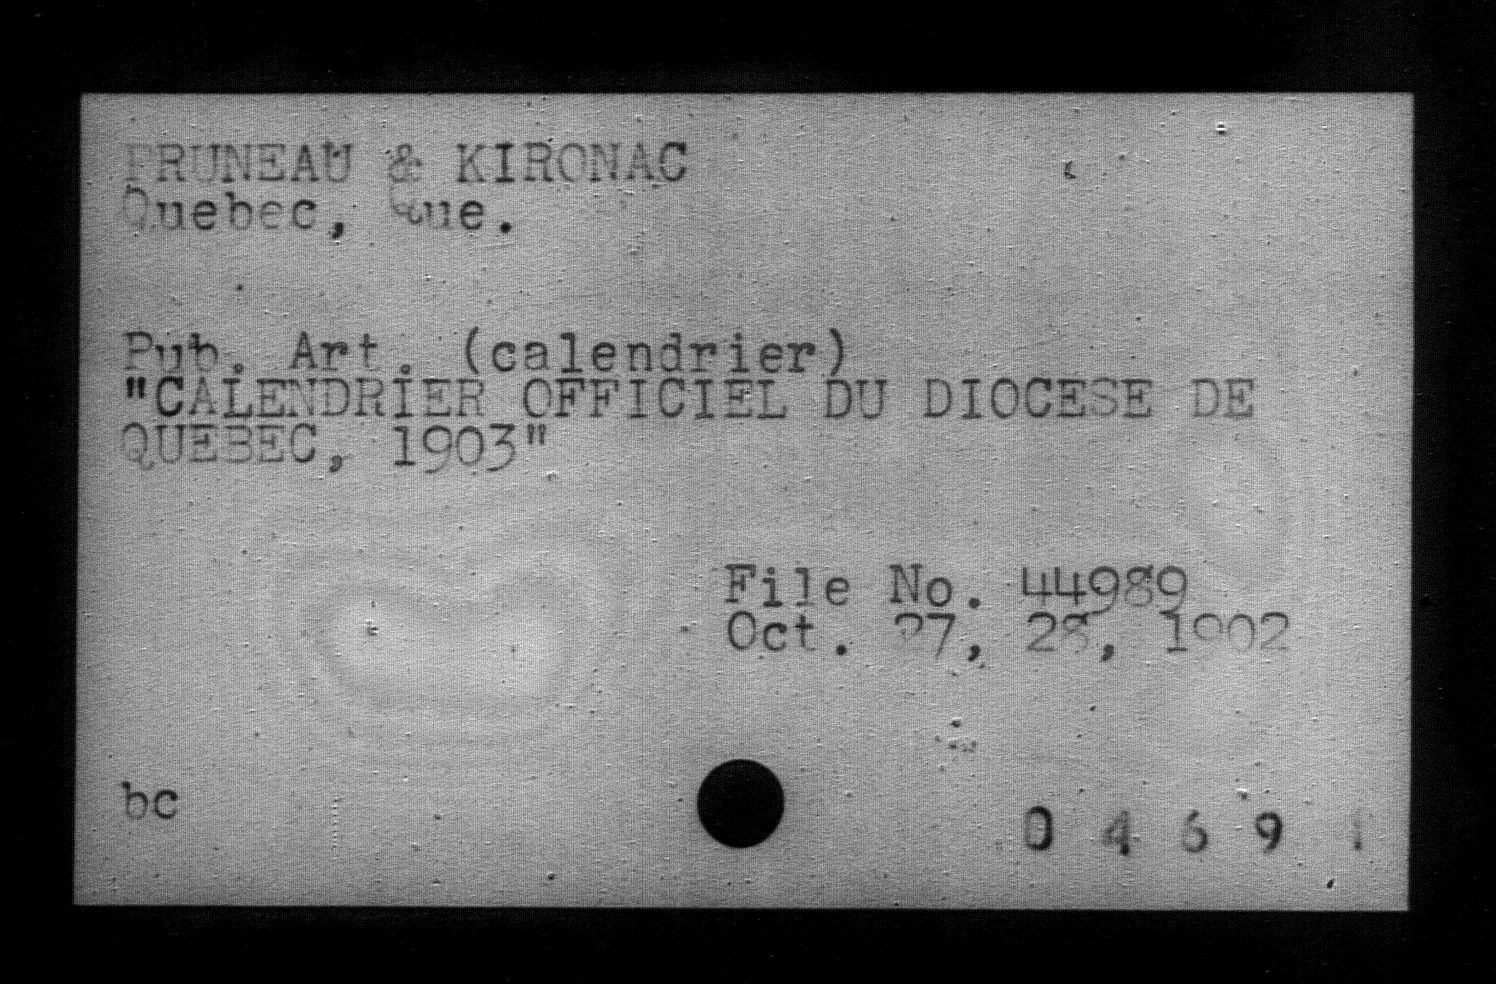 PRUNEAU & KIRONAC
Quebec, Que.
Pub. Art. (calendrier)
"CALENDRIER OFFICIEL DU DIOCESE DE
QUEBEC, 1903"
File No. 44989
Oct. 27, 28, 1902
bc
0 4 6 9 1